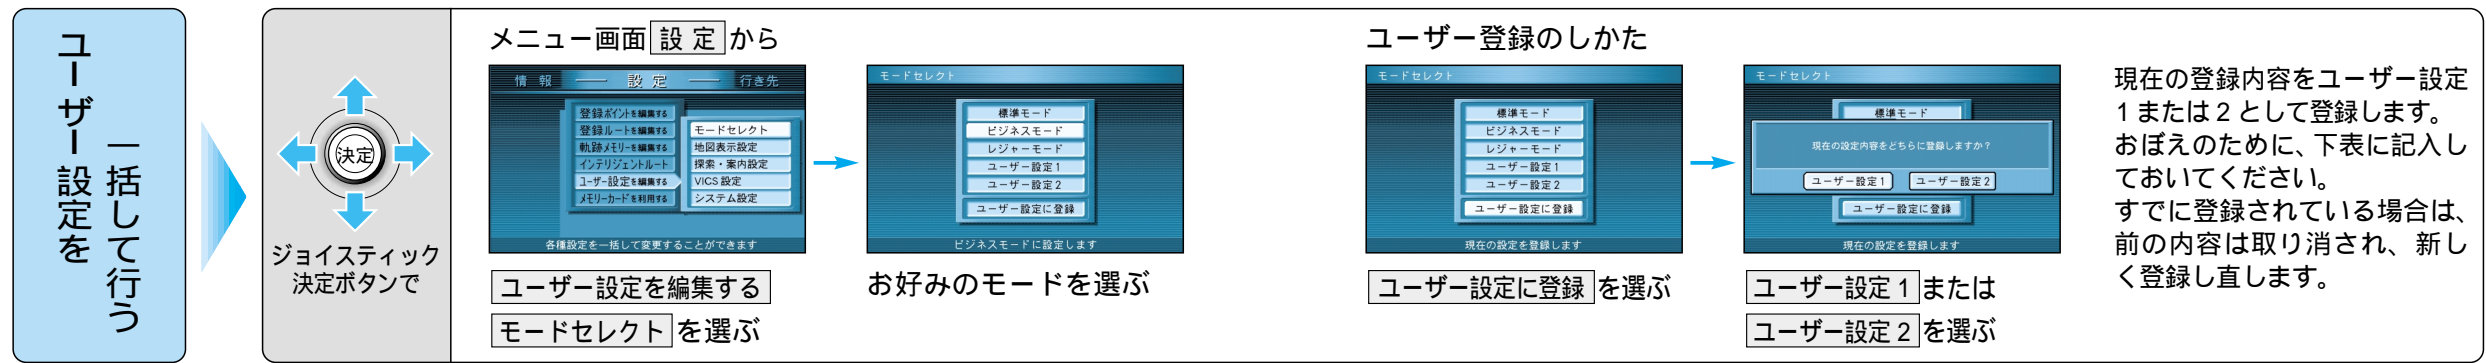 ユーザー設定を
一括して行う
決定
ジョイスティック
決定ボタンで
メニュー画面 設 定 から
情 報 設 定 行き先
登録ポイントを編集する
登録ルートを編集する
軌跡メモリーを編集する
インテリジェントルート
ユーザー設定を編集する
メモリーカードを利用する
モードセレクト
地図表示設定
探索・案内設定
VICS 設定
システム設定
各種設定を一括して変更することができます
ユーザー設定を編集する
モードセレクト を選ぶ
モードセレクト
標準モード
ビジネスモード
レジャーモード
ユーザー設定1
ユーザー設定2
ユーザー設定に登録
ビジネスモードに設定します
お好みのモードを選ぶ
ユーザー登録のしかた
モードセレクト
標準モード
ビジネスモード
レジャーモード
ユーザー設定1
ユーザー設定2
ユーザー設定に登録
現在の設定を登録します
ユーザー設定に登録 を選ぶ
モードセレクト
標準モード
現在の設定内容をどちらに登録しますか？
ユーザー設定1 ユーザー設定2
ユーザー設定に登録
現在の設定を登録します
ユーザー設定 1 または
ユーザー設定 2 を選ぶ
現在の登録内容をユーザー設定
1 または 2 として登録します。
おぼえのために、下表に記入し
ておいてください。
すでに登録されている場合は、
前の内容は取り消され、新し
く登録し直します。